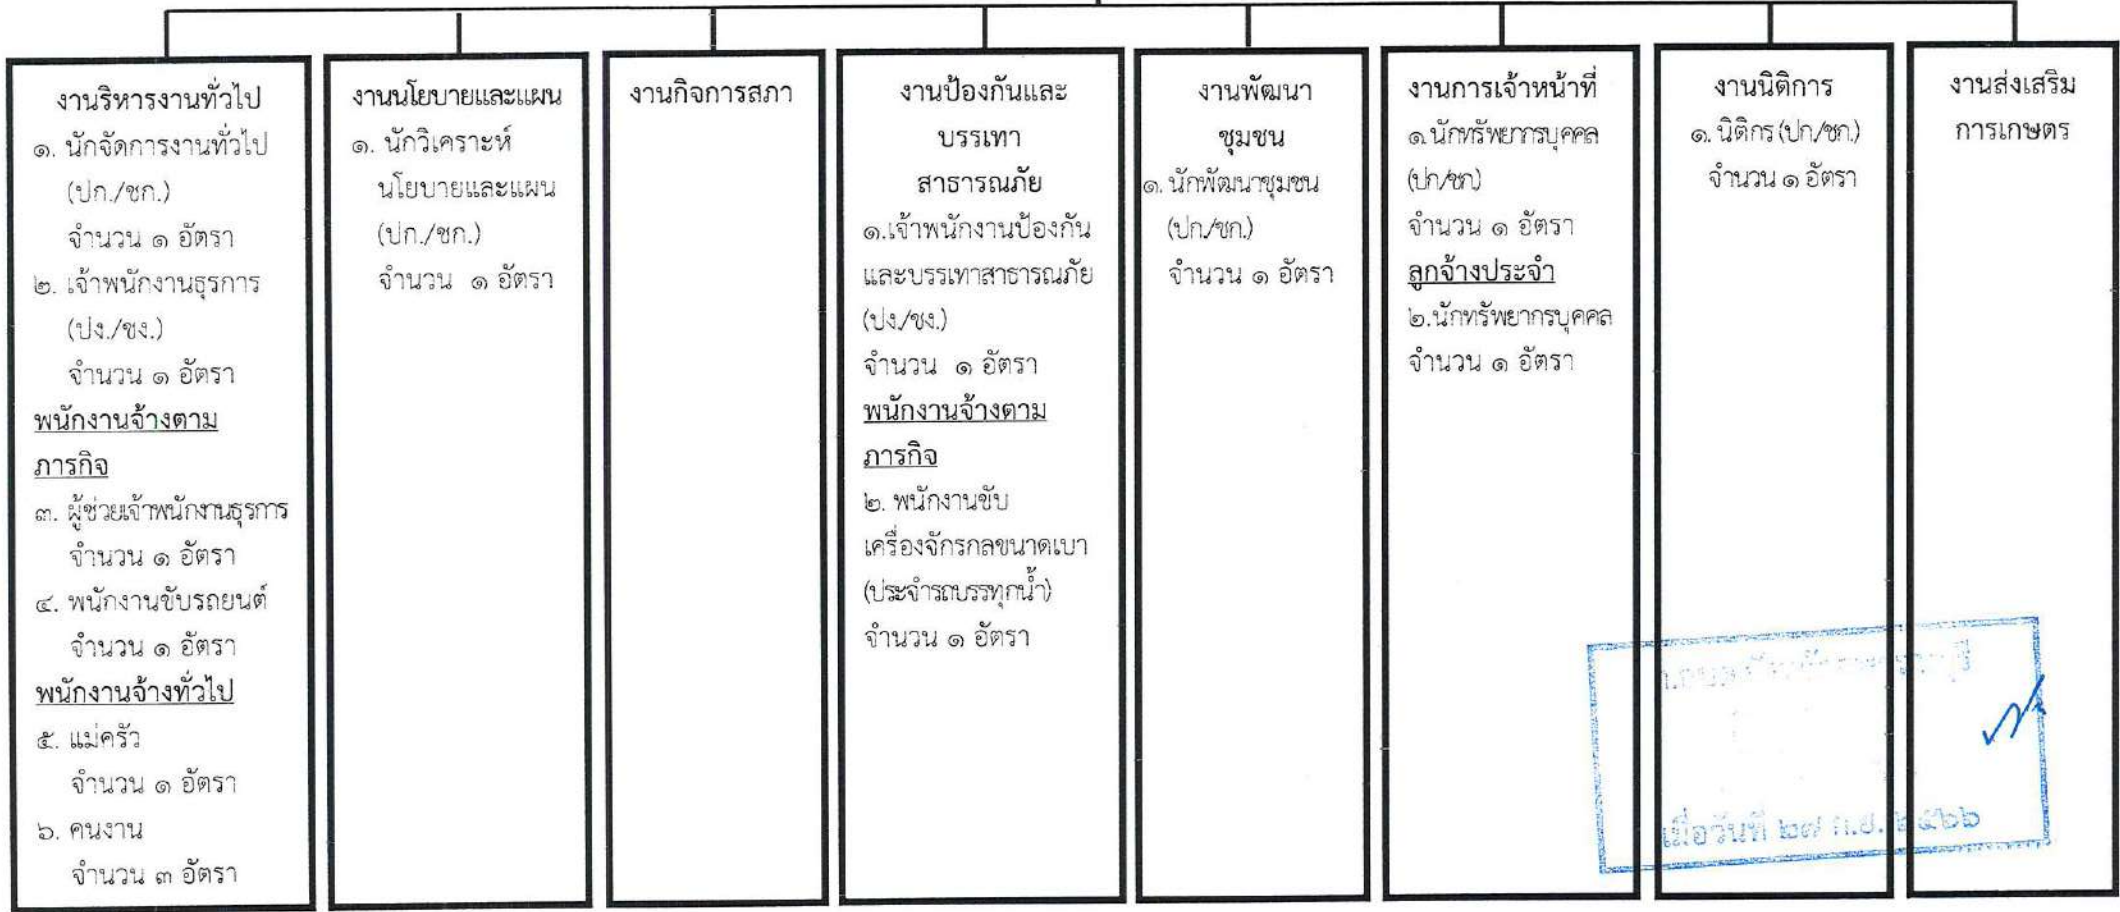 งานริหารงานทั่วไป
๑. นักจัดการงานทั่วไป
(ปก./ชก.)
จำนวน ๑ อัตรา
๒. เจ้าพนักงานธุรการ
(ปง./ชง.)
จำนวน ๑ อัตรา
พนักงานจ้างตาม
ภารกิจ
๓. ผู้ช่วยเจ้าพนักงานธุรการ
จำนวน ๑ อัตรา
๔. พนักงานขับรถยนต์
จำนวน ๑ อัตรา
พนักงานจ้างทั่วไป
๕. แม่ครัว
จำนวน ๑ อัตรา
๖. คนงาน
จำนวน ๓ อัตรา
งานนโยบายและแผน
๑. นักวิเคราะห์
นโยบายและแผน
(ปก./ชก.)
จำนวน ๑ อัตรา
งานกิจการสภา
งานป้องกันและ
บรรเทา
สาธารณภัย
๑.เจ้าพนักงานป้องกัน
และบรรเทาสาธารณภัย
(ปง./ชง.)
จำนวน ๑ อัตรา
พนักงานจ้างตาม
ภารกิจ
๒. พนักงานขับ
เครื่องจักรกลขนาดเบา
(ประจำรถบรรทุกน้ำ)
จำนวน ๑ อัตรา
งานพัฒนา
ชุมชน
๑. นักพัฒนาชุมชน
(ปก./ชก.)
จำนวน ๑ อัตรา
งานการเจ้าหน้าที่
๑.นักทรัพยากรบุคคล
(ปก/ชก)
จำนวน ๑ อัตรา
ลูกจ้างประจำ
๒.นักทรัพยากรบุคคล
จำนวน ๑ อัตรา
งานนิติการ
๑. นิติกร (ปก./ชก.)
จำนวน ๑ อัตรา
งานส่งเสริม
การเกษตร
เมื่อวันที่ ๒๗ ก.ย. ๒๕๖๖